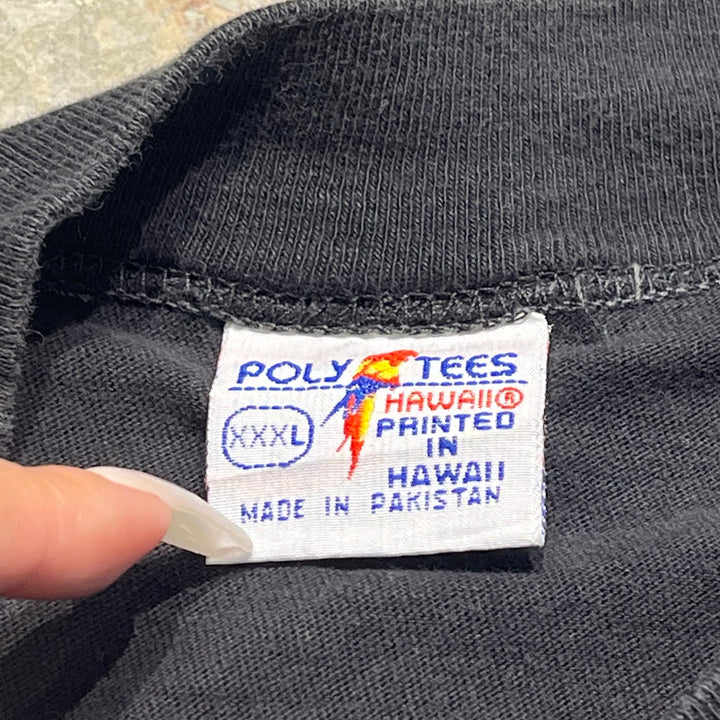 POLY TEES
HAWAII®
XXXL
PRINTED
IN
HAWAII
MADE IN PAKISTAN